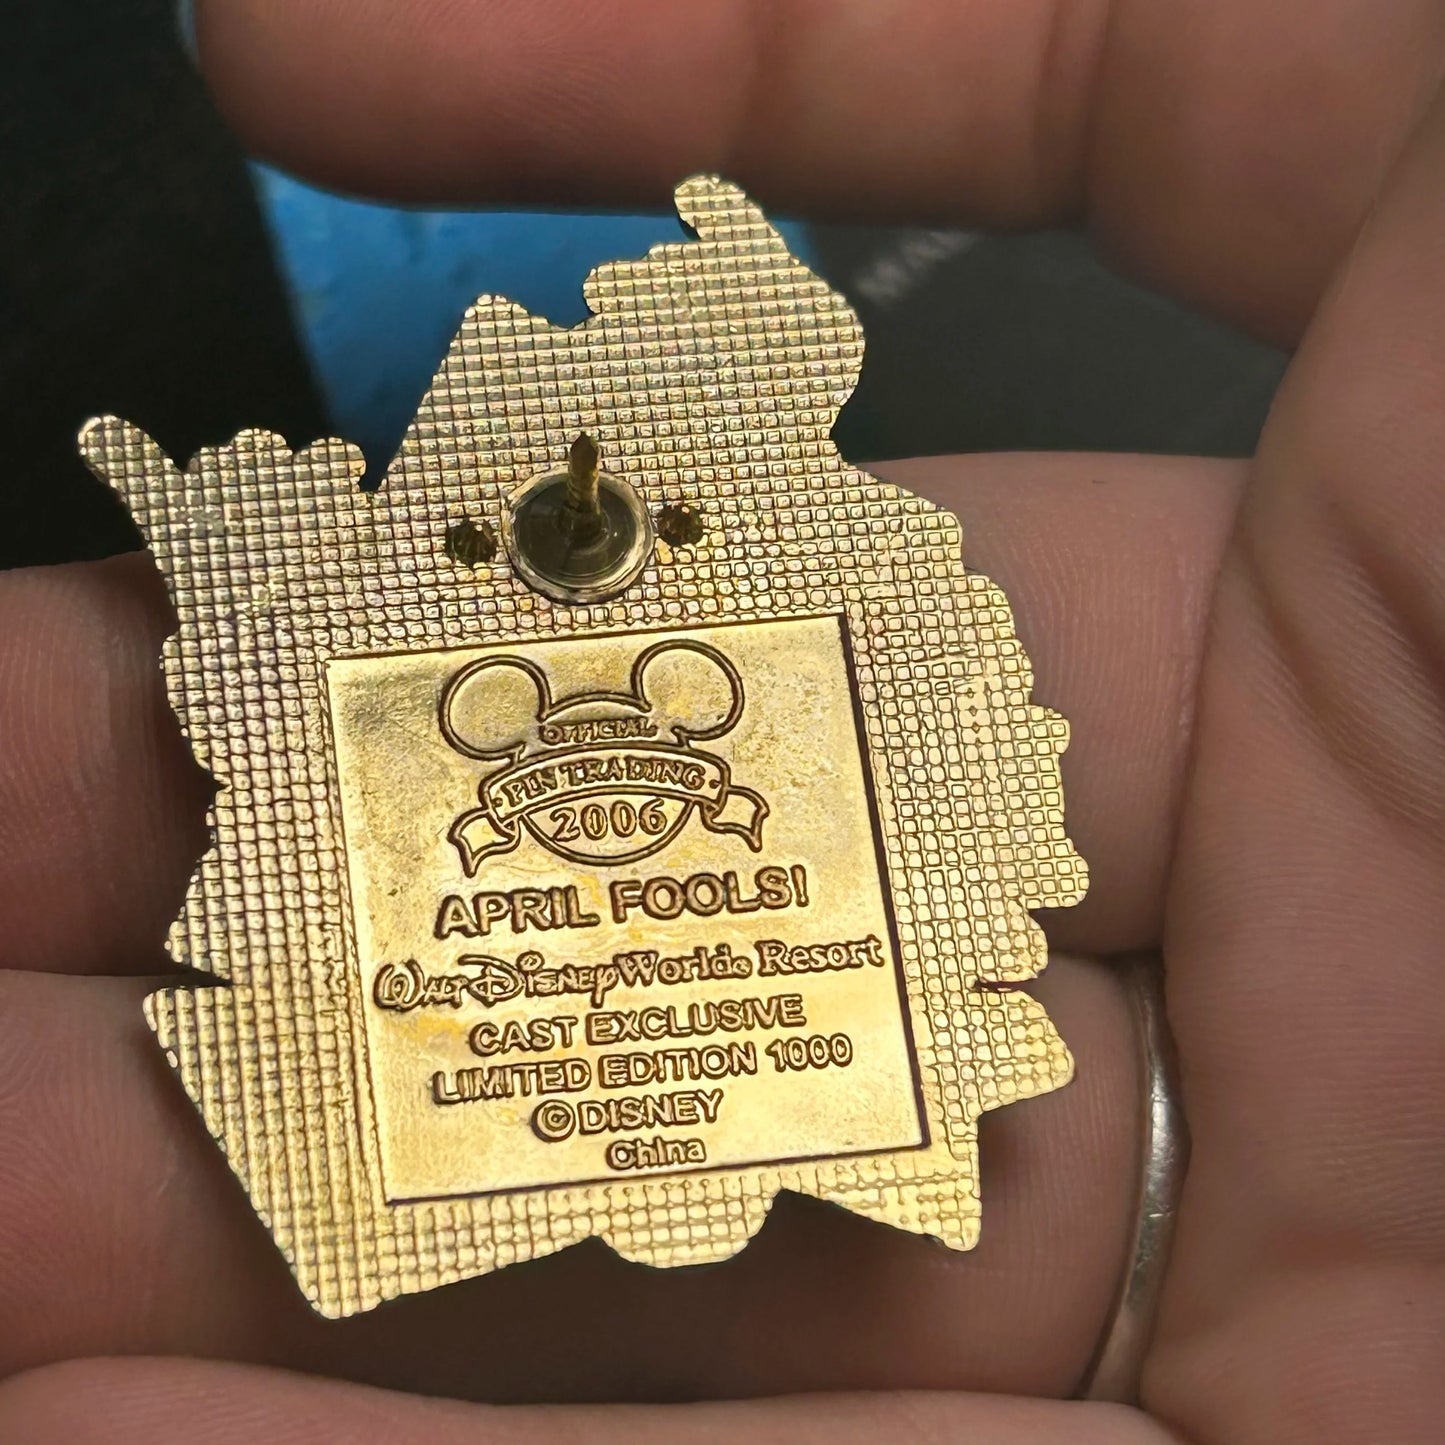 OFFICIAL
·PIN TRADING·
2006
APRIL FOOLS!
WALT DISNEY World® Resort
CAST EXCLUSIVE
LIMITED EDITION 1000
©DISNEY
China